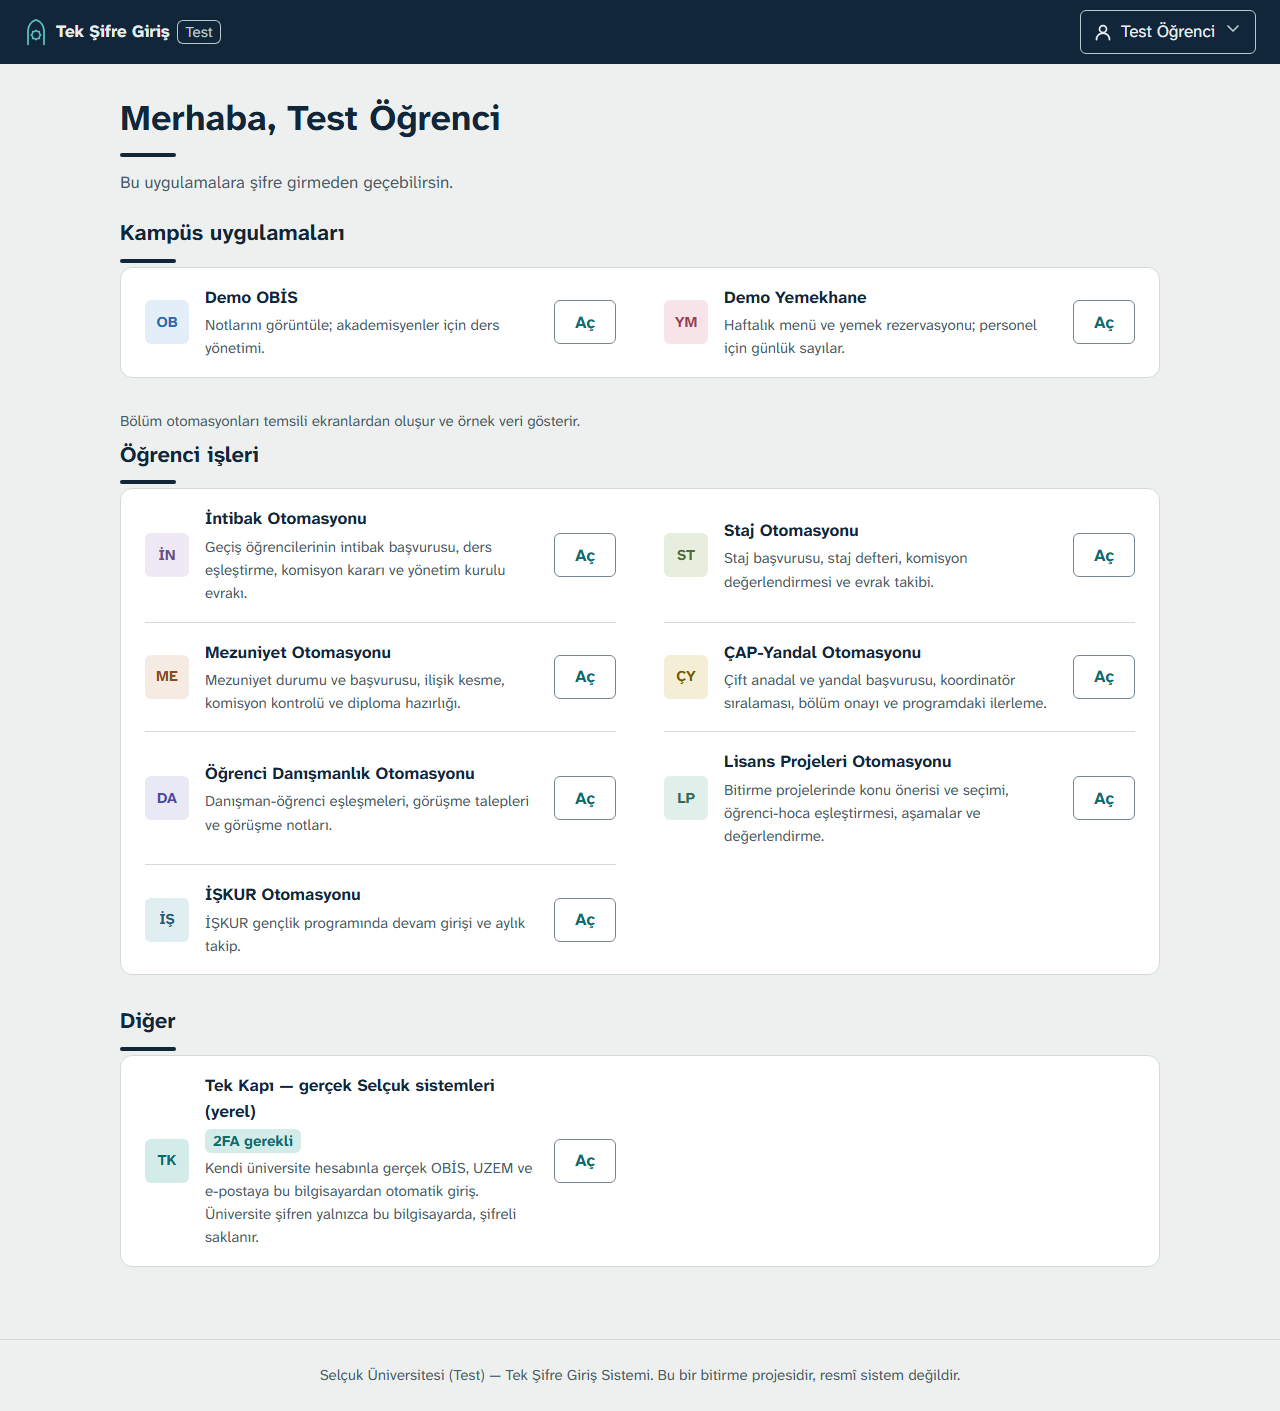 Tek Şifre Giriş Test
Test Öğrenci
Merhaba, Test Öğrenci
Bu uygulamalara şifre girmeden geçebilirsin.
Kampüs uygulamaları
OB
Demo OBİS
Notlarını görüntüle; akademisyenler için ders
yönetimi.
Aç
YM
Demo Yemekhane
Haftalık menü ve yemek rezervasyonu; personel
için günlük sayılar.
Aç
Bölüm otomasyonları temsili ekranlardan oluşur ve örnek veri gösterir.
Öğrenci işleri
İN
İntibak Otomasyonu
Geçiş öğrencilerinin intibak başvurusu, ders
eşleştirme, komisyon kararı ve yönetim kurulu
evrakı.
Aç
ST
Staj Otomasyonu
Staj başvurusu, staj defteri, komisyon
değerlendirmesi ve evrak takibi.
Aç
ME
Mezuniyet Otomasyonu
Mezuniyet durumu ve başvurusu, ilişik kesme,
komisyon kontrolü ve diploma hazırlığı.
Aç
ÇY
ÇAP-Yandal Otomasyonu
Çift anadal ve yandal başvurusu, koordinatör
sıralaması, bölüm onayı ve programdaki ilerleme.
Aç
DA
Öğrenci Danışmanlık Otomasyonu
Danışman-öğrenci eşleşmeleri, görüşme talepleri
ve görüşme notları.
Aç
LP
Lisans Projeleri Otomasyonu
Bitirme projelerinde konu önerisi ve seçimi,
öğrenci-hoca eşleştirmesi, aşamalar ve
değerlendirme.
Aç
İŞ
İŞKUR Otomasyonu
İŞKUR gençlik programında devam girişi ve aylık
takip.
Aç
Diğer
TK
Tek Kapı — gerçek Selçuk sistemleri
(yerel)
2FA gerekli
Kendi üniversite hesabınla gerçek OBİS, UZEM ve
e-postaya bu bilgisayardan otomatik giriş.
Üniversite şifren yalnızca bu bilgisayarda, şifreli
saklanır.
Aç
Selçuk Üniversitesi (Test) — Tek Şifre Giriş Sistemi. Bu bir bitirme projesidir, resmî sistem değildir.